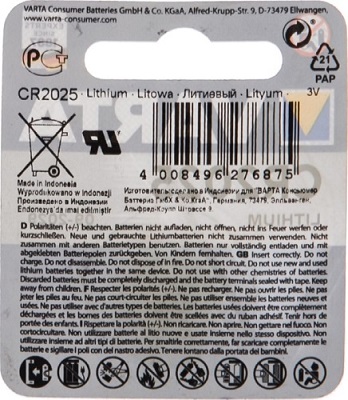 VARTA Consumer Batteries GmbH & Co. KGaA, Alfred-Krupp-Str. 9, D-73479 Ellwangen,
www.varta-consumer.com
PCT
21
PAP
CR2025 · Lithium · Litowa · Литиевый · Lityum ·
3V
4 008496 276875
Made in Indonesia
Wyprodukowano w Indonezji
Произведено в Индонезии
Endonezya'da imal edilmiştir
Изготовитель:сделано в Индонезии для "ВАРТА Консюмер
Баттериз ГмбХ & Ко.КгаА", Германия, 73479, Эльванген,
Альфред-Крупп Штрассе 9
D Polaritäten (+/-) beachten. Batterien nicht aufladen, nicht öffnen, nicht ins Feuer werfen oder
kurzschließen. Neue und gebrauchte Lithiumbatterien nicht zusammen verwenden. Nicht zusammen
mit anderen Batterietypen verwenden. Batterien nur entladen und mit
abgeklebten Batteriepolen zurückgeben. Von Kindern fernhalten. GB Insert correctly. Do not
charge. Do not disassemble. Do not dispose of in fire. Do not short circuit. Do not use new and used
lithium batteries together in the same device. Do not use with other chemistries of batteries.
Discarded batteries must be completely discharged and the battery terminals sealed with tape. Keep
away from children. F Respecter les polarités (+/-). Ne pas recharger. Ne pas ouvrir. Ne pas
jeter les piles au feu. Ne pas court-circuiter les piles. Ne pas utiliser ensemble batteries neuves et
usées. Ne pas utiliser avec d'autres types de batteries. Les batteries usées doivent être complètement
déchargées et les bornes des batteries doivent être couvertes avec du ruban adhésif. Tenir hors de
portée des enfants. I Rispettare la polarità (+/-). Non ricaricare. Non aprire. Non
gettare nel fuoco. Non cortocircuitare. Non utilizzare batterie al litio nuove e usate insieme nello stesso dispositivo. Non
utilizzare insieme ad altri tipi di batterie. Per smaltirle correttamente, far scaricare completamente le
batterie e sigillare i terminali con nastro adesivo. Tenere lontano dalla portata dei bambini.